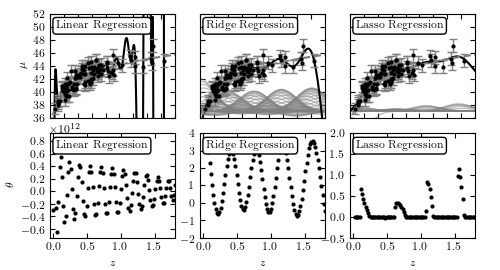 52
50
48
46
44
42
40
38
36
μ
Linear Regression
Ridge Regression
Lasso Regression
×10¹²
0.8
0.6
0.4
0.2
0.0
−0.2
−0.4
−0.6
θ
Linear Regression
0.0 0.5 1.0 1.5
z
4
3
2
1
0
−1
−2
Ridge Regression
0.0 0.5 1.0 1.5
z
2.0
1.5
1.0
0.5
0.0
−0.5
Lasso Regression
0.0 0.5 1.0 1.5
z